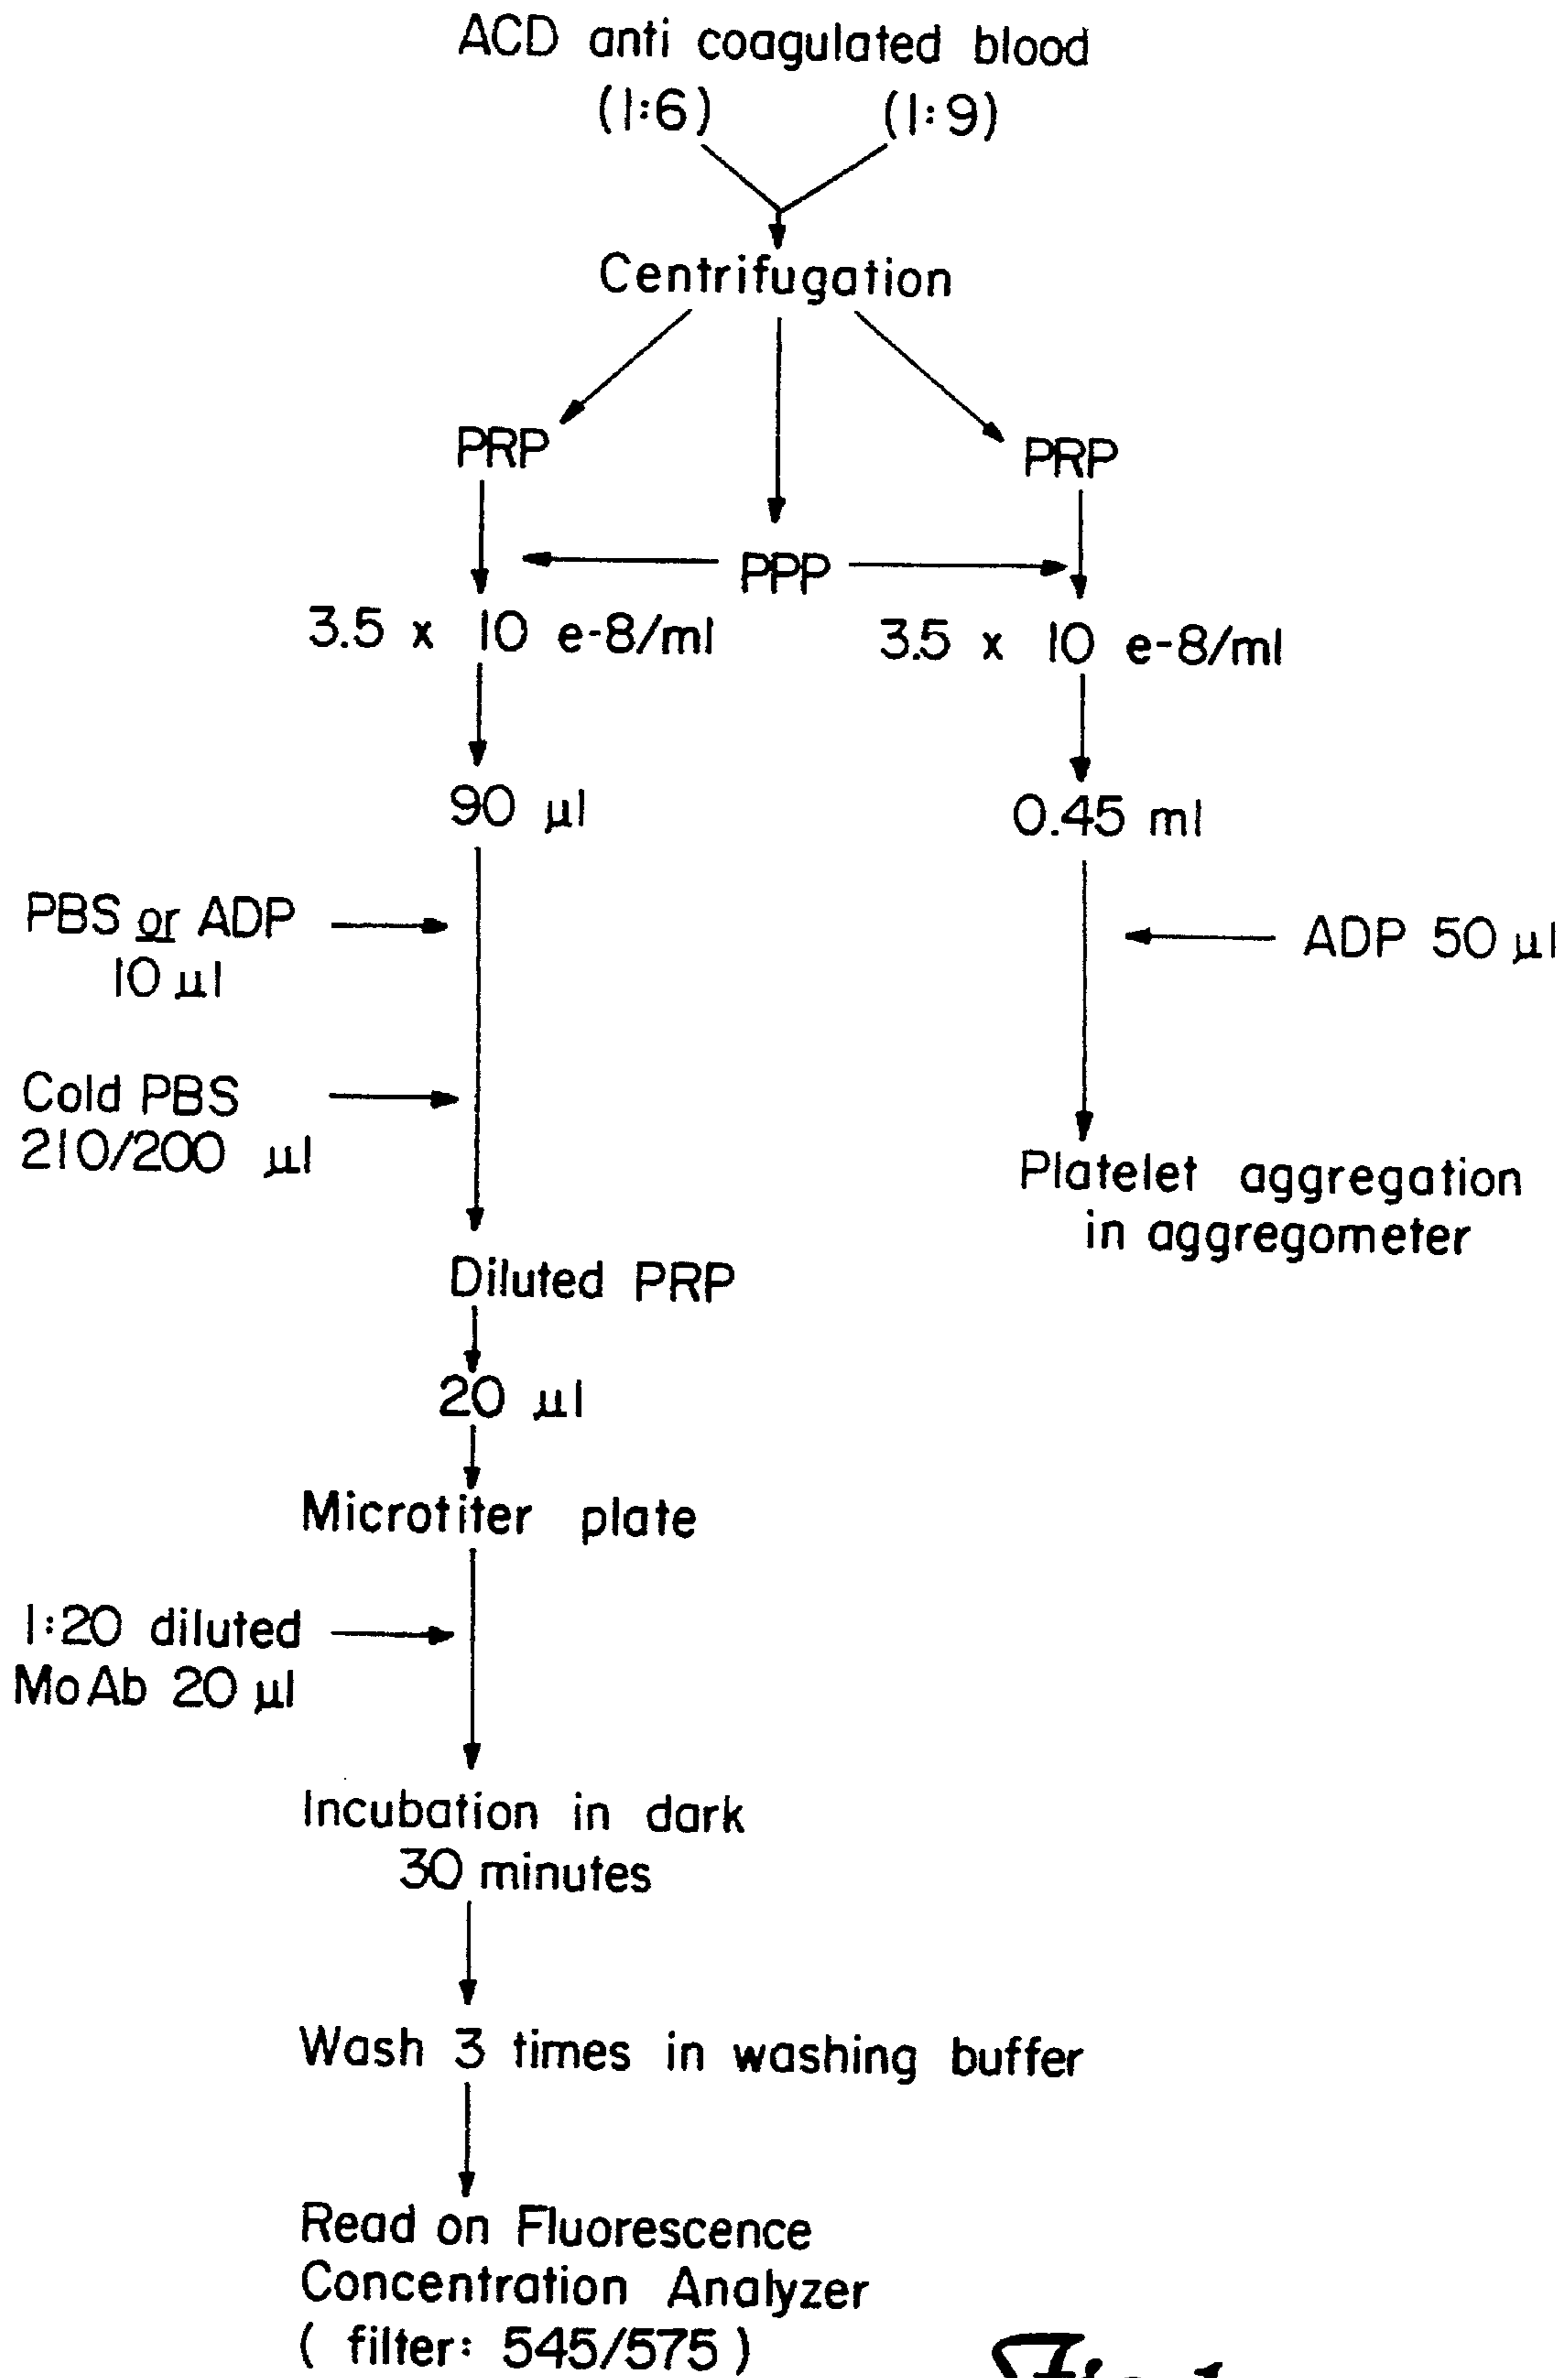 ACD anti coagulated blood
(1:6) (1:9)
Centrifugation
PRP PRP
PPP
3.5 x 10 e-8/ml 3.5 x 10 e-8/ml
90 μl 0.45 ml
PBS or ADP
10 μl
ADP 50 μl
Cold PBS
210/200 μl
Platelet aggregation
in aggregometer
Diluted PRP
20 μl
Microtiter plate
1:20 diluted
MoAb 20 μl
Incubation in dark
30 minutes
Wash 3 times in washing buffer
Read on Fluorescence
Concentration Analyzer
( filter: 545/575 )